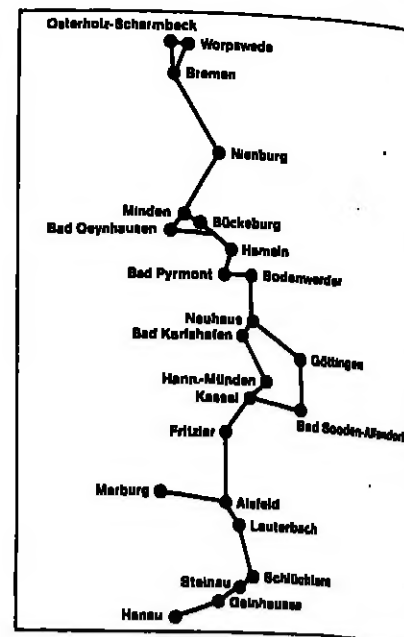 Osterholz-Scharmbeck
Worpswede
Bremen
Nienburg
Minden
Bückeburg
Bad Oeynhausen
Hameln
Bad Pyrmont
Bodenwerder
Neuhaus
Bad Karlshafen
Göttingen
Hann.-Münden
Kassel
Bad Sooden-Allendorf
Fritzlar
Marburg
Alsfeld
Lauterbach
Schlüchtern
Steinau
Gelnhausen
Hanau